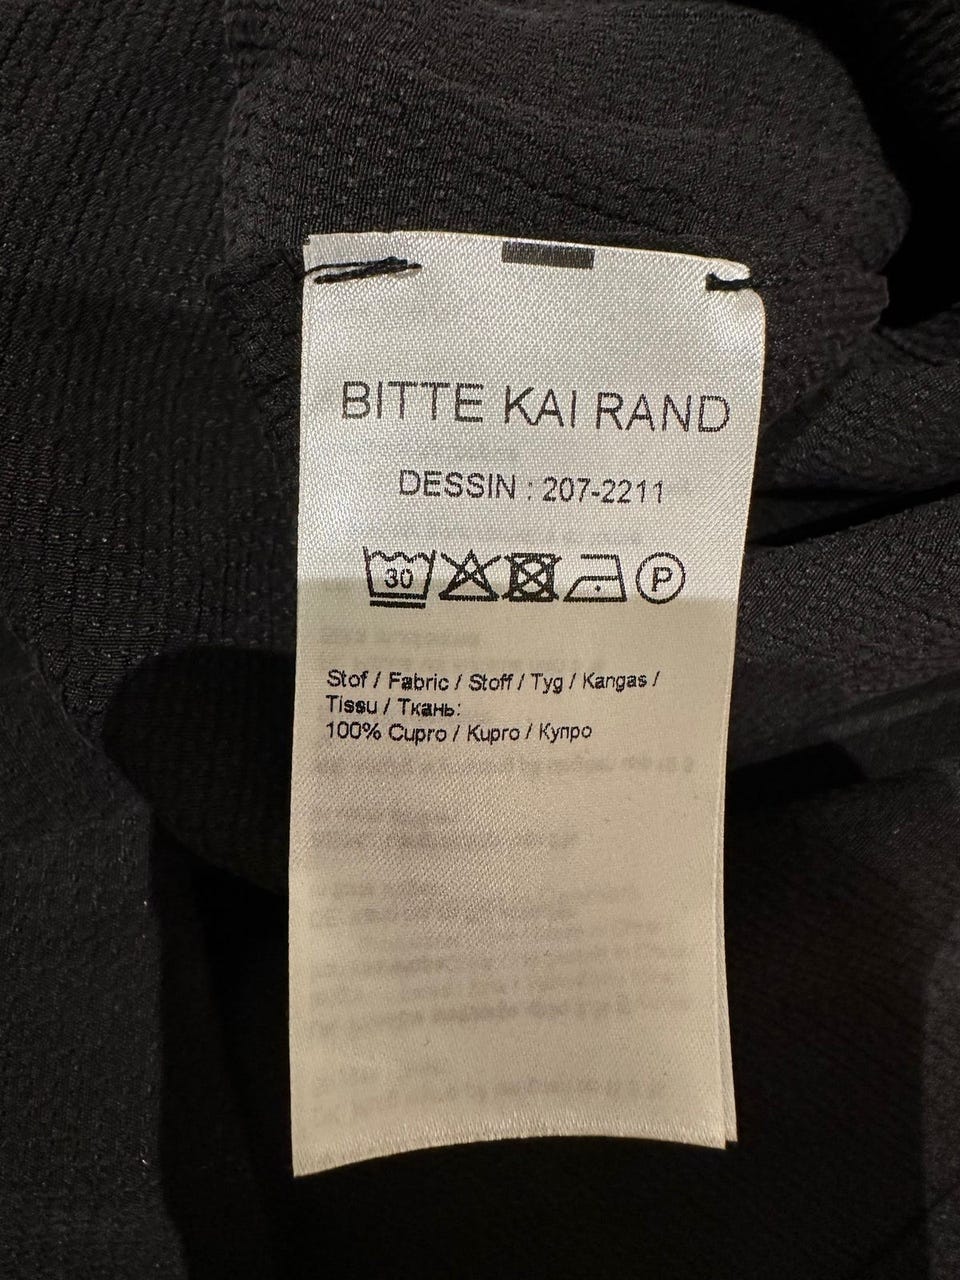 BITTE KAI RAND
DESSIN : 207-2211
30 P
Stof / Fabric / Stoff / Tyg / Kangas /
Tissu / Ткань:
100% Cupro / Kupro / Купро